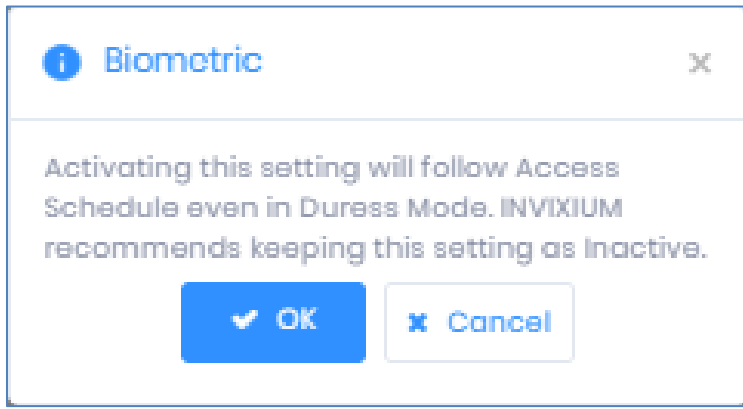 Biometric
Activating this setting will follow Access
Schedule even in Duress Mode. INVIXIUM
recommends keeping this setting as Inactive.
OK
Cancel